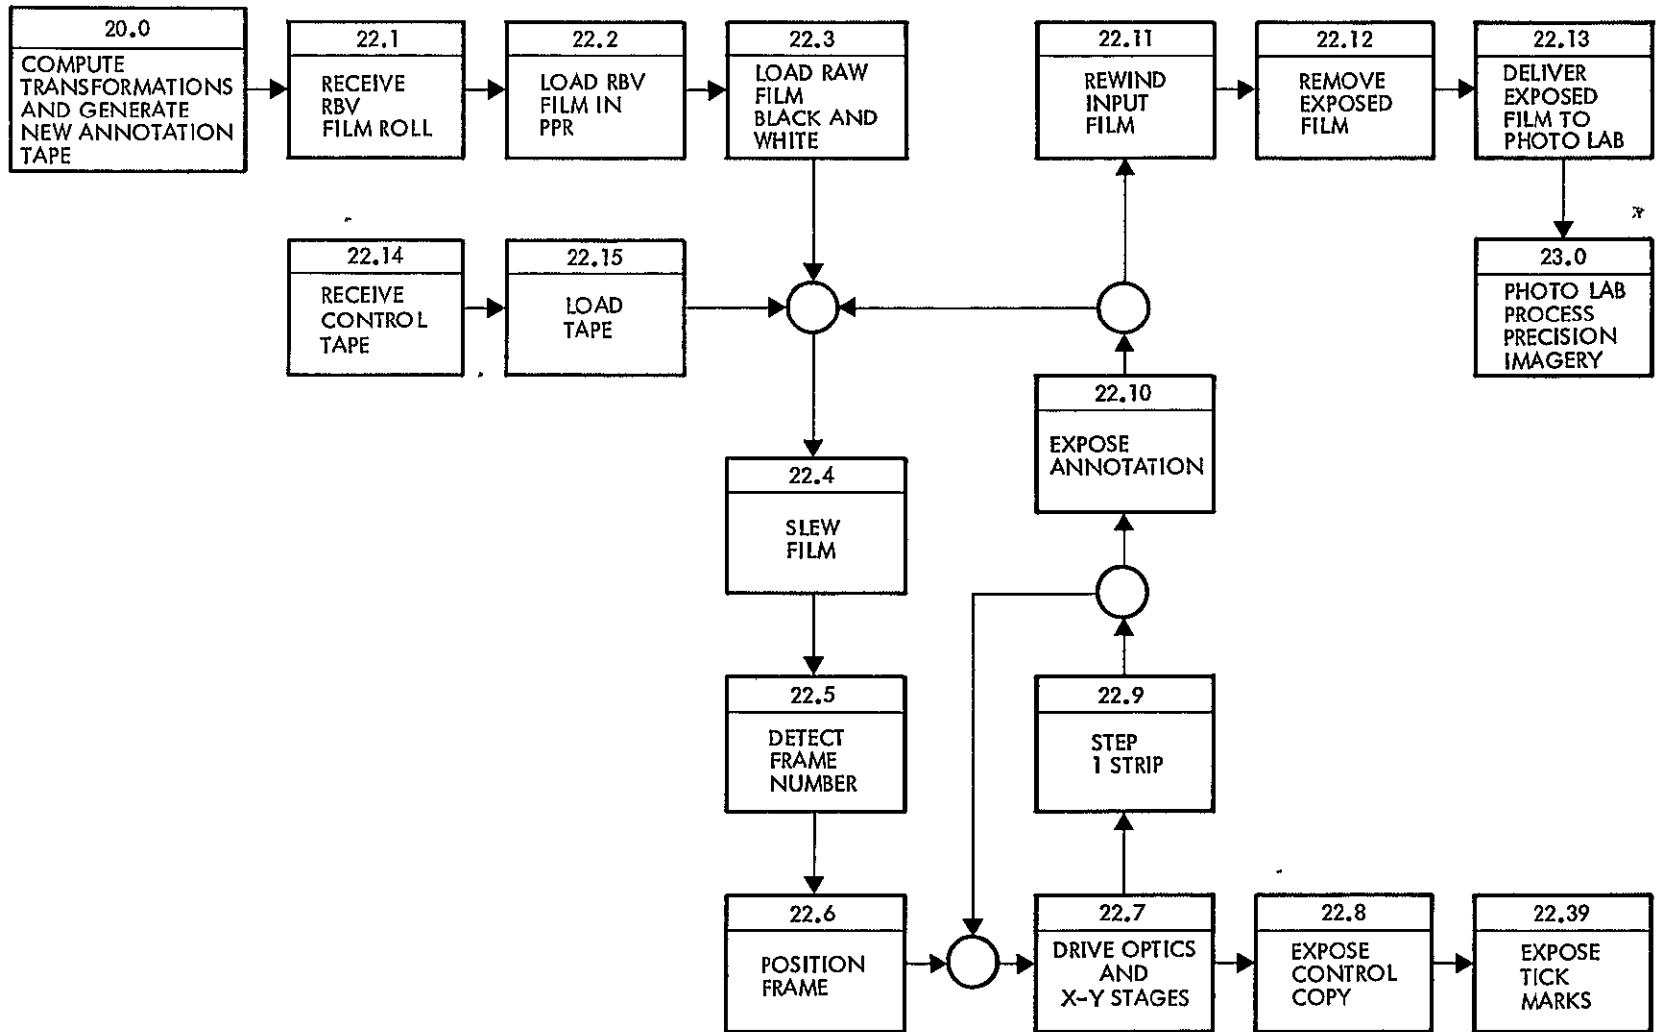 20.0
COMPUTE
TRANSFORMATIONS
AND GENERATE
NEW ANNOTATION
TAPE
22.1
RECEIVE
RBV
FILM ROLL
22.2
LOAD RBV
FILM IN
PPR
22.3
LOAD RAW
FILM
BLACK AND
WHITE
22.11
REWIND
INPUT
FILM
22.12
REMOVE
EXPOSED
FILM
22.13
DELIVER
EXPOSED
FILM TO
PHOTO LAB
22.14
RECEIVE
CONTROL
TAPE
22.15
LOAD
TAPE
23.0
PHOTO LAB
PROCESS
PRECISION
IMAGERY
22.10
EXPOSE
ANNOTATION
22.4
SLEW
FILM
22.5
DETECT
FRAME
NUMBER
22.9
STEP
1 STRIP
22.6
POSITION
FRAME
22.7
DRIVE OPTICS
AND
X-Y STAGES
22.8
EXPOSE
CONTROL
COPY
22.39
EXPOSE
TICK
MARKS